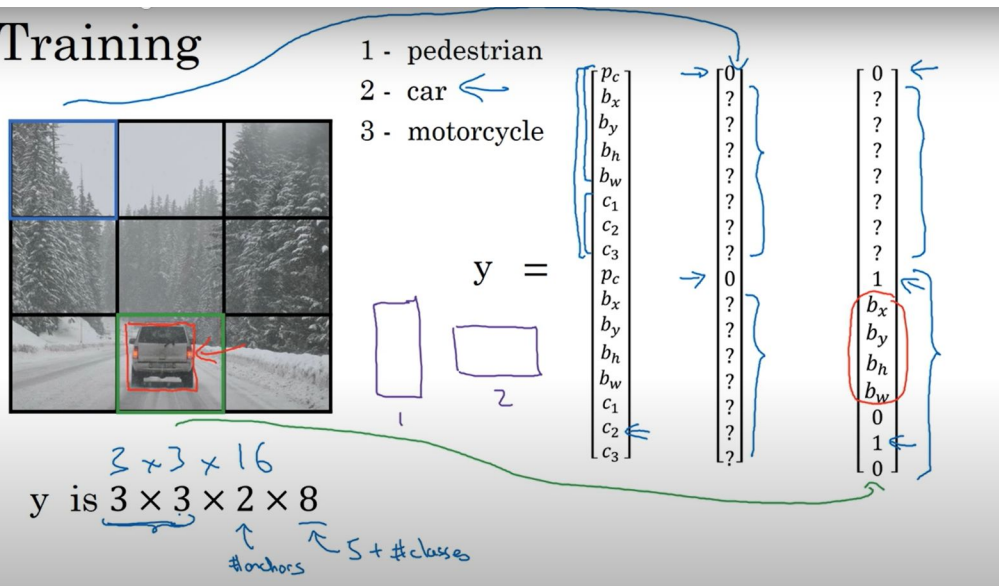 Training
1 - pedestrian
2 - car
3 - motorcycle
y =
p_c
b_x
b_y
b_h
b_w
c_1
c_2
c_3
p_c
b_x
b_y
b_h
b_w
c_1
c_2
c_3
0
?
?
?
?
?
?
?
0
?
?
?
?
?
?
?
0
?
?
?
?
?
?
?
1
b_x
b_y
b_h
b_w
0
1
0
1
2
3 × 3 × 16
y is 3 × 3 × 2 × 8
#anchors
5 + #classes